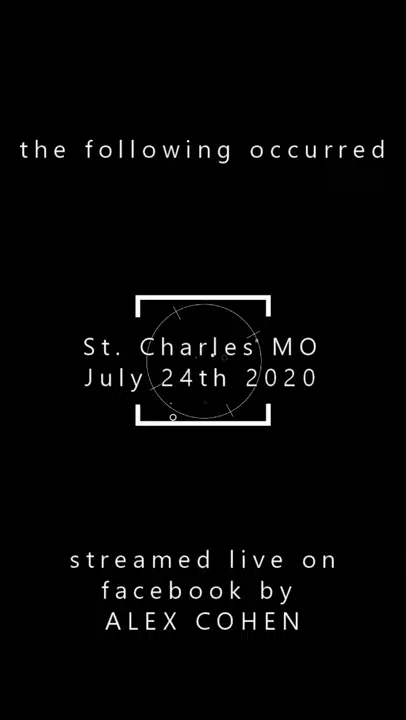 the following occurred
St. Charles MO
July 24th 2020
streamed live on
facebook by
ALEX COHEN